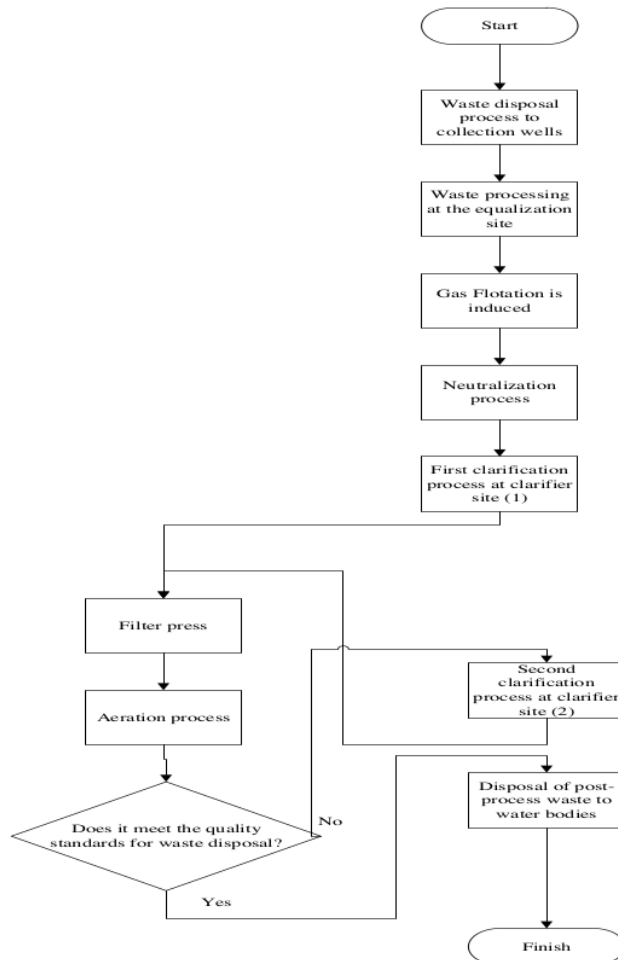 Start
Waste disposal
process to
collection wells
Waste processing
at the equalization
site
Gas Flotation is
induced
Neutralization
process
First clarification
process at clarifier
site (1)
Filter press
Aeration process
Does it meet the quality
standards for waste disposal?
No
Yes
Second
clarification
process at clarifier
site (2)
Disposal of post-
process waste to
water bodies
Finish